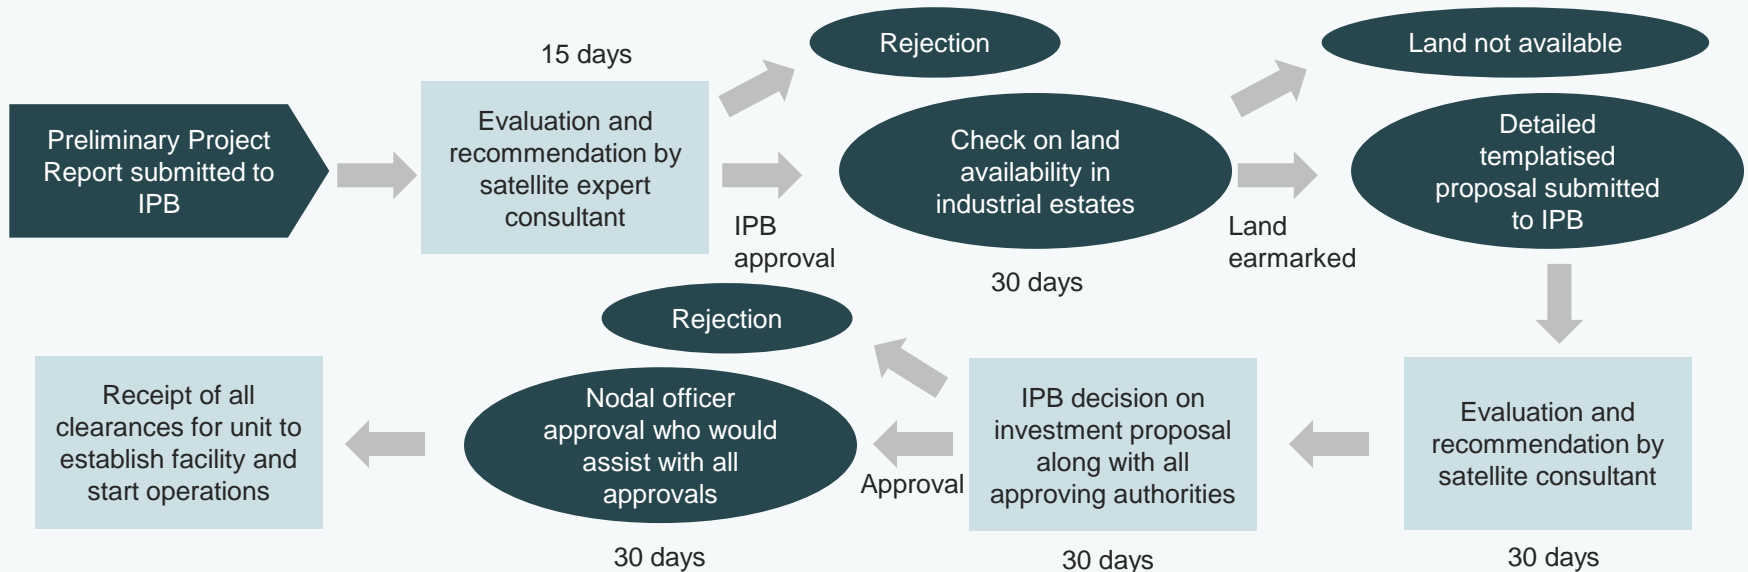 Preliminary Project
Report submitted to
IPB
15 days
Evaluation and
recommendation by
satellite expert
consultant
Rejection
IPB
approval
Check on land
availability in
industrial estates
30 days
Land not available
Land
earmarked
Detailed
templatised
proposal submitted
to IPB
Evaluation and
recommendation by
satellite consultant
30 days
IPB decision on
investment proposal
along with all
approving authorities
30 days
Rejection
Approval
Nodal officer
approval who would
assist with all
approvals
30 days
Receipt of all
clearances for unit to
establish facility and
start operations